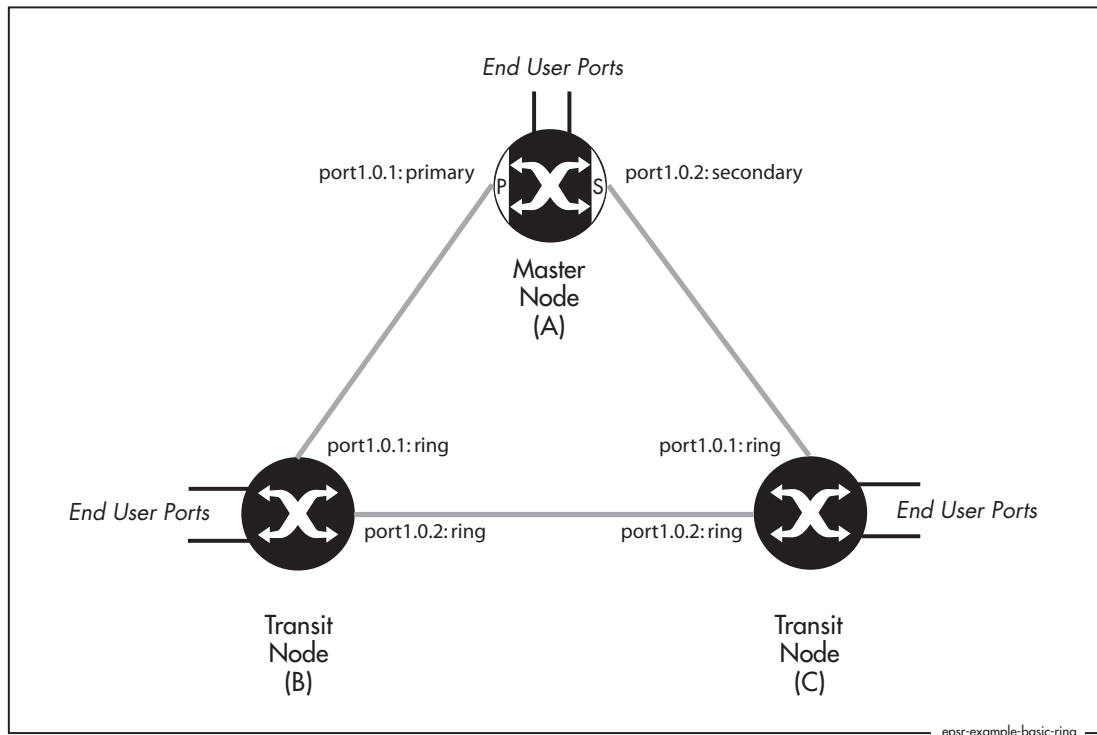 End User Ports
port1.0.1: primary
port1.0.2: secondary
P
S
Master
Node
(A)
port1.0.1: ring
port1.0.1: ring
End User Ports
End User Ports
port1.0.2: ring
port1.0.2: ring
Transit
Node
(B)
Transit
Node
(C)
epsr-example-basic-ring